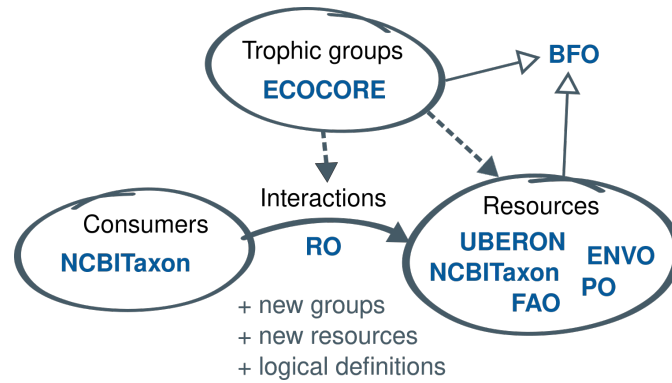 Trophic groups
ECOCORE
BFO
Interactions
RO
Consumers
NCBITaxon
Resources
UBERON
ENVO
NCBITaxon
PO
FAO
+ new groups
+ new resources
+ logical definitions